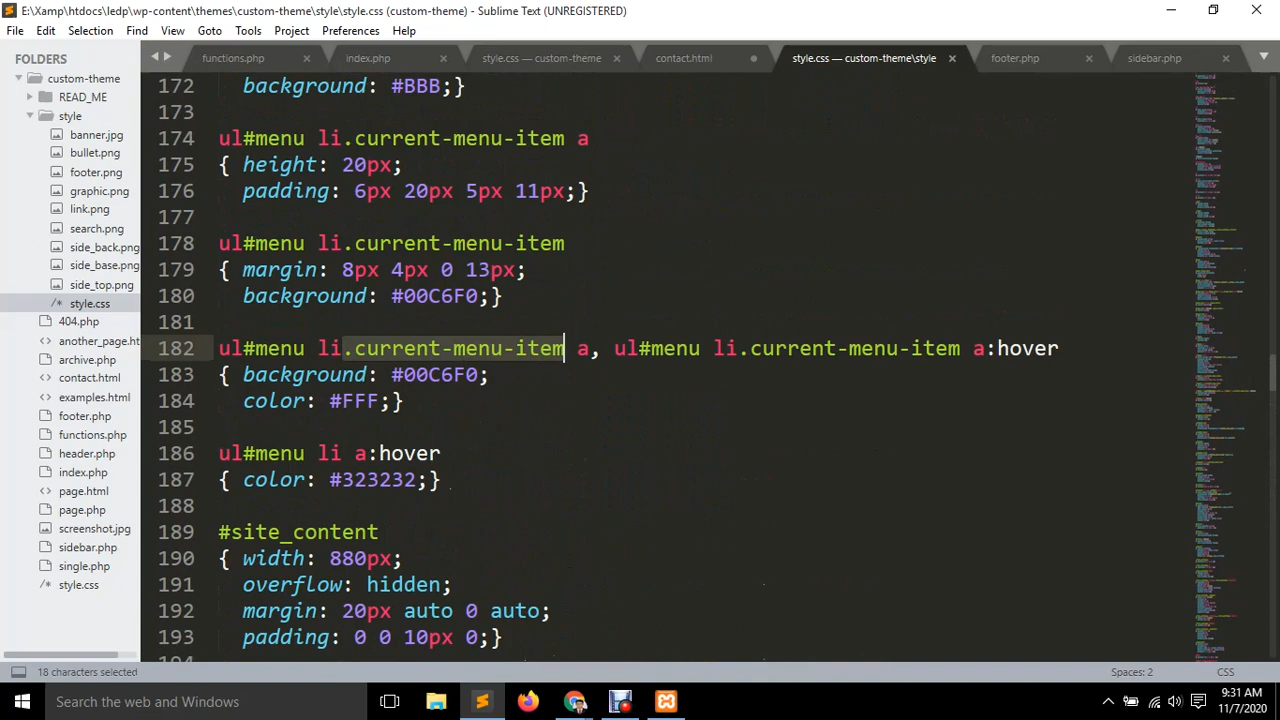 E:\Xamp\htdocs\ledp\wp-content\themes\custom-theme\style\style.css (custom-theme) - Sublime Text (UNREGISTERED)
File Edit Selection Find View Goto Tools Project Preferences Help
FOLDERS
custom-theme
READ_ME
style
banner.jpg
bullet.png
footer.png
graphic.png
link.png
search.png
side_back.png
side_base.png
side_top.png
/* style.css
404.php
<> another_page.ht
archive.php
<> contact.html
<> examples.html
footer.php
functions.php
header.php
index.php
<> page.html
page.php
screenshot.jpg
sidebar.php
single.php
/* style.css
functions.php index.php style.css — custom-theme contact.html style.css — custom-theme\style footer.php sidebar.php
172 background: #BBB;}
173
174 ul#menu li.current-menu-item a
175 { height: 20px;
176 padding: 6px 20px 5px 11px;}
177
178 ul#menu li.current-menu-item
179 { margin: 8px 4px 0 13px;
180 background: #00C6F0;}
181
182 ul#menu li.current-menu-item a, ul#menu li.current-menu-item a:hover
183 { background: #00C6F0;
184 color: #FFF;}
185
186 ul#menu li a:hover
187 { color: #323232;}
188
189 #site_content
190 { width: 880px;
191 overflow: hidden;
192 margin: 20px auto 0 auto;
193 padding: 0 0 10px 0;}
18 characters selected Spaces: 2 CSS
Search the web and Windows
9:31 AM
11/7/2020